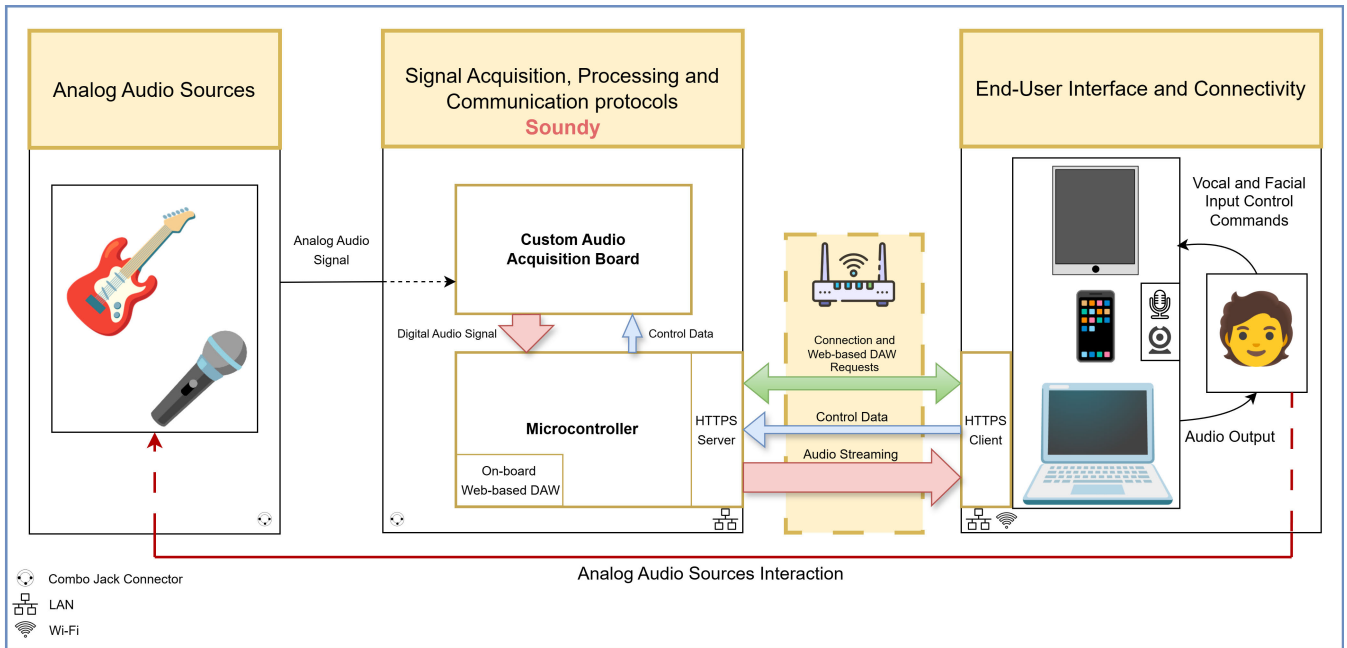 Analog Audio Sources
Signal Acquisition, Processing and
Communication protocols
Soundy
End-User Interface and Connectivity
Analog Audio
Signal
Custom Audio
Acquisition Board
Digital Audio Signal
Control Data
Microcontroller
On-board
Web-based DAW
HTTPS
Server
Connection and
Web-based DAW
Requests
Control Data
Audio Streaming
HTTPS
Client
Vocal and Facial
Input Control
Commands
Audio Output
Analog Audio Sources Interaction
Combo Jack Connector
LAN
Wi-Fi